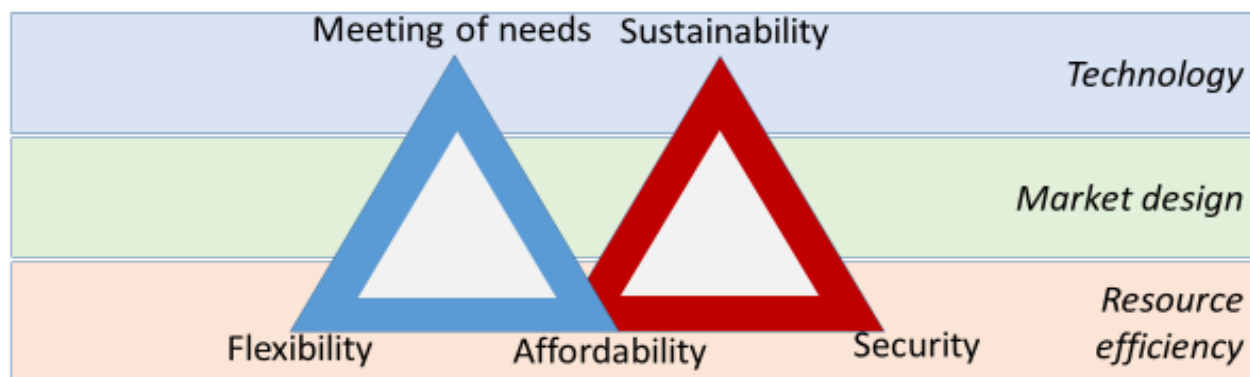 Meeting of needs
Sustainability
Technology
Market design
Resource
efficiency
Flexibility
Affordability
Security